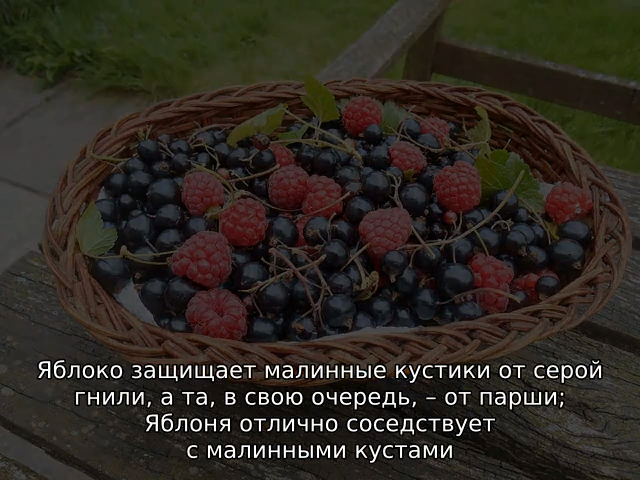 Яблоко защищает малинные кустики от серой
гнили, а та, в свою очередь, – от парши;
Яблоня отлично соседствует
с малинными кустами